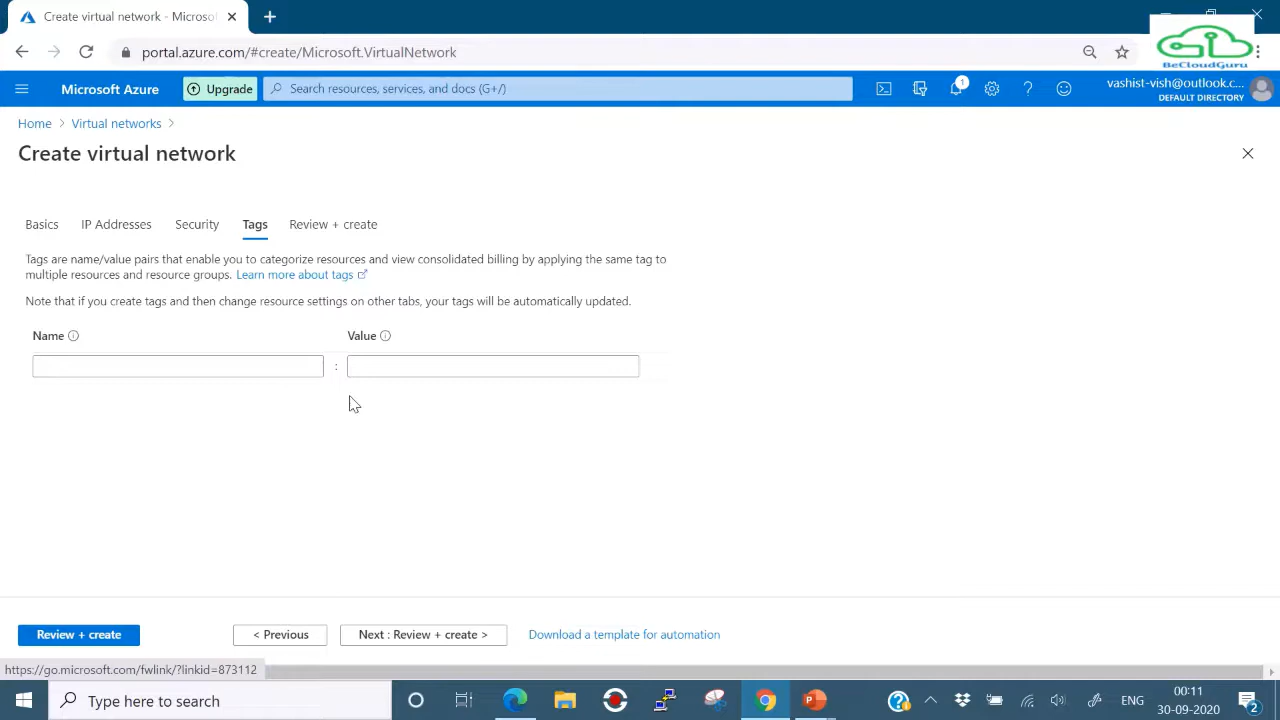 Create virtual network - Microsof
portal.azure.com/#create/Microsoft.VirtualNetwork
BeCloudGuru
Microsoft Azure
Upgrade
Search resources, services, and docs (G+/)
1
vashist-vish@outlook.c...
DEFAULT DIRECTORY
Home > Virtual networks >
Create virtual network
Basics IP Addresses Security Tags Review + create
Tags are name/value pairs that enable you to categorize resources and view consolidated billing by applying the same tag to
multiple resources and resource groups. Learn more about tags
Note that if you create tags and then change resource settings on other tabs, your tags will be automatically updated.
Name Value
:
Review + create < Previous Next : Review + create > Download a template for automation
https://go.microsoft.com/fwlink/?linkid=873112
Type here to search
ENG
00:11
30-09-2020
2